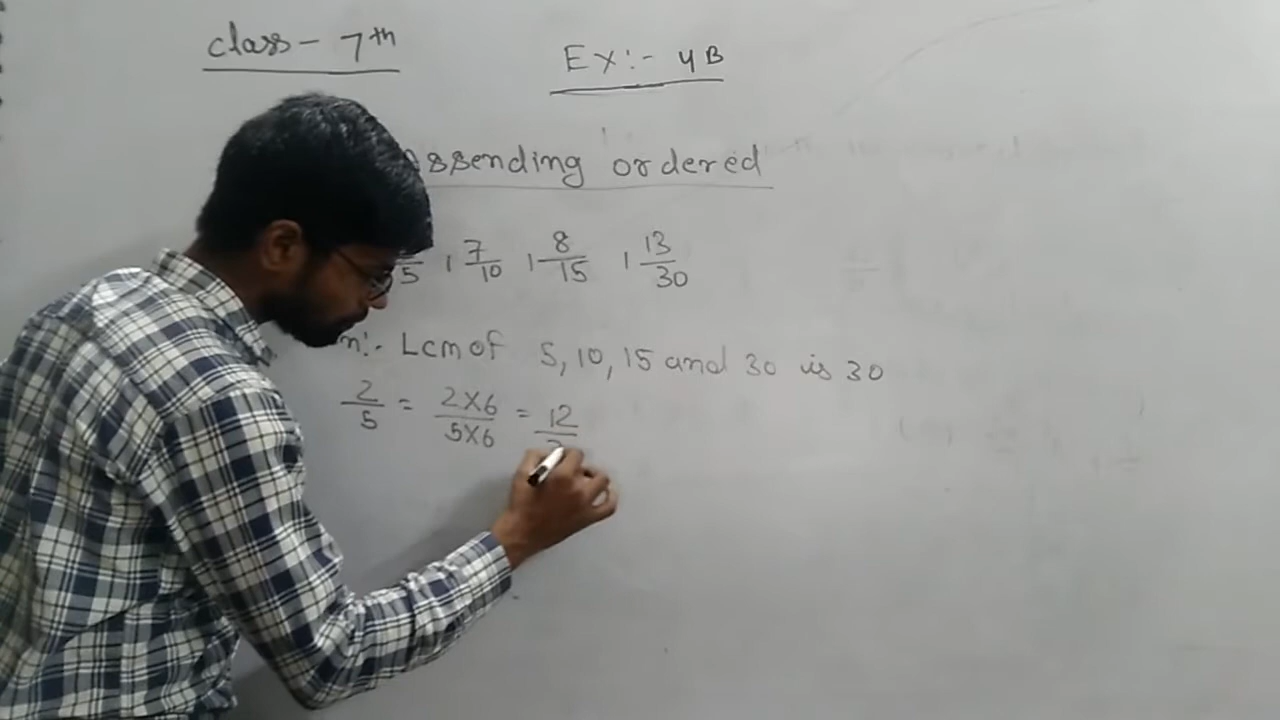 class- 7th
Ex:- 4B
Assending ordered
5, 7/10, 8/15, 13/30
n:- Lcm of 5, 10, 15 and 30 is 30
2/5 = 2X6/5X6 = 12/